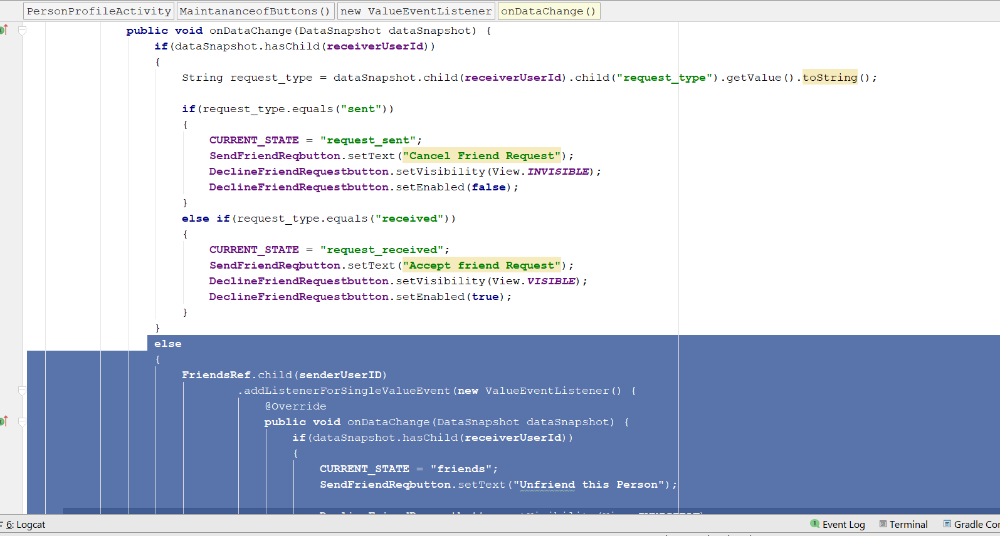 PersonProfileActivity MaintananceofButtons() new ValueEventListener onDataChange()
public void onDataChange(DataSnapshot dataSnapshot) {
if(dataSnapshot.hasChild(receiverUserId))
{
String request_type = dataSnapshot.child(receiverUserId).child("request_type").getValue().toString();
if(request_type.equals("sent"))
{
CURRENT_STATE = "request_sent";
SendFriendReqbutton.setText("Cancel Friend Request");
DeclineFriendRequestbutton.setVisibility(View.INVISIBLE);
DeclineFriendRequestbutton.setEnabled(false);
}
else if(request_type.equals("received"))
{
CURRENT_STATE = "request_received";
SendFriendReqbutton.setText("Accept friend Request");
DeclineFriendRequestbutton.setVisibility(View.VISIBLE);
DeclineFriendRequestbutton.setEnabled(true);
}
}
else
{
FriendsRef.child(senderUserID)
.addListenerForSingleValueEvent(new ValueEventListener() {
@Override
public void onDataChange(DataSnapshot dataSnapshot) {
if(dataSnapshot.hasChild(receiverUserId))
{
CURRENT_STATE = "friends";
SendFriendReqbutton.setText("Unfriend this Person");
6: Logcat 1 Event Log Terminal Gradle Con